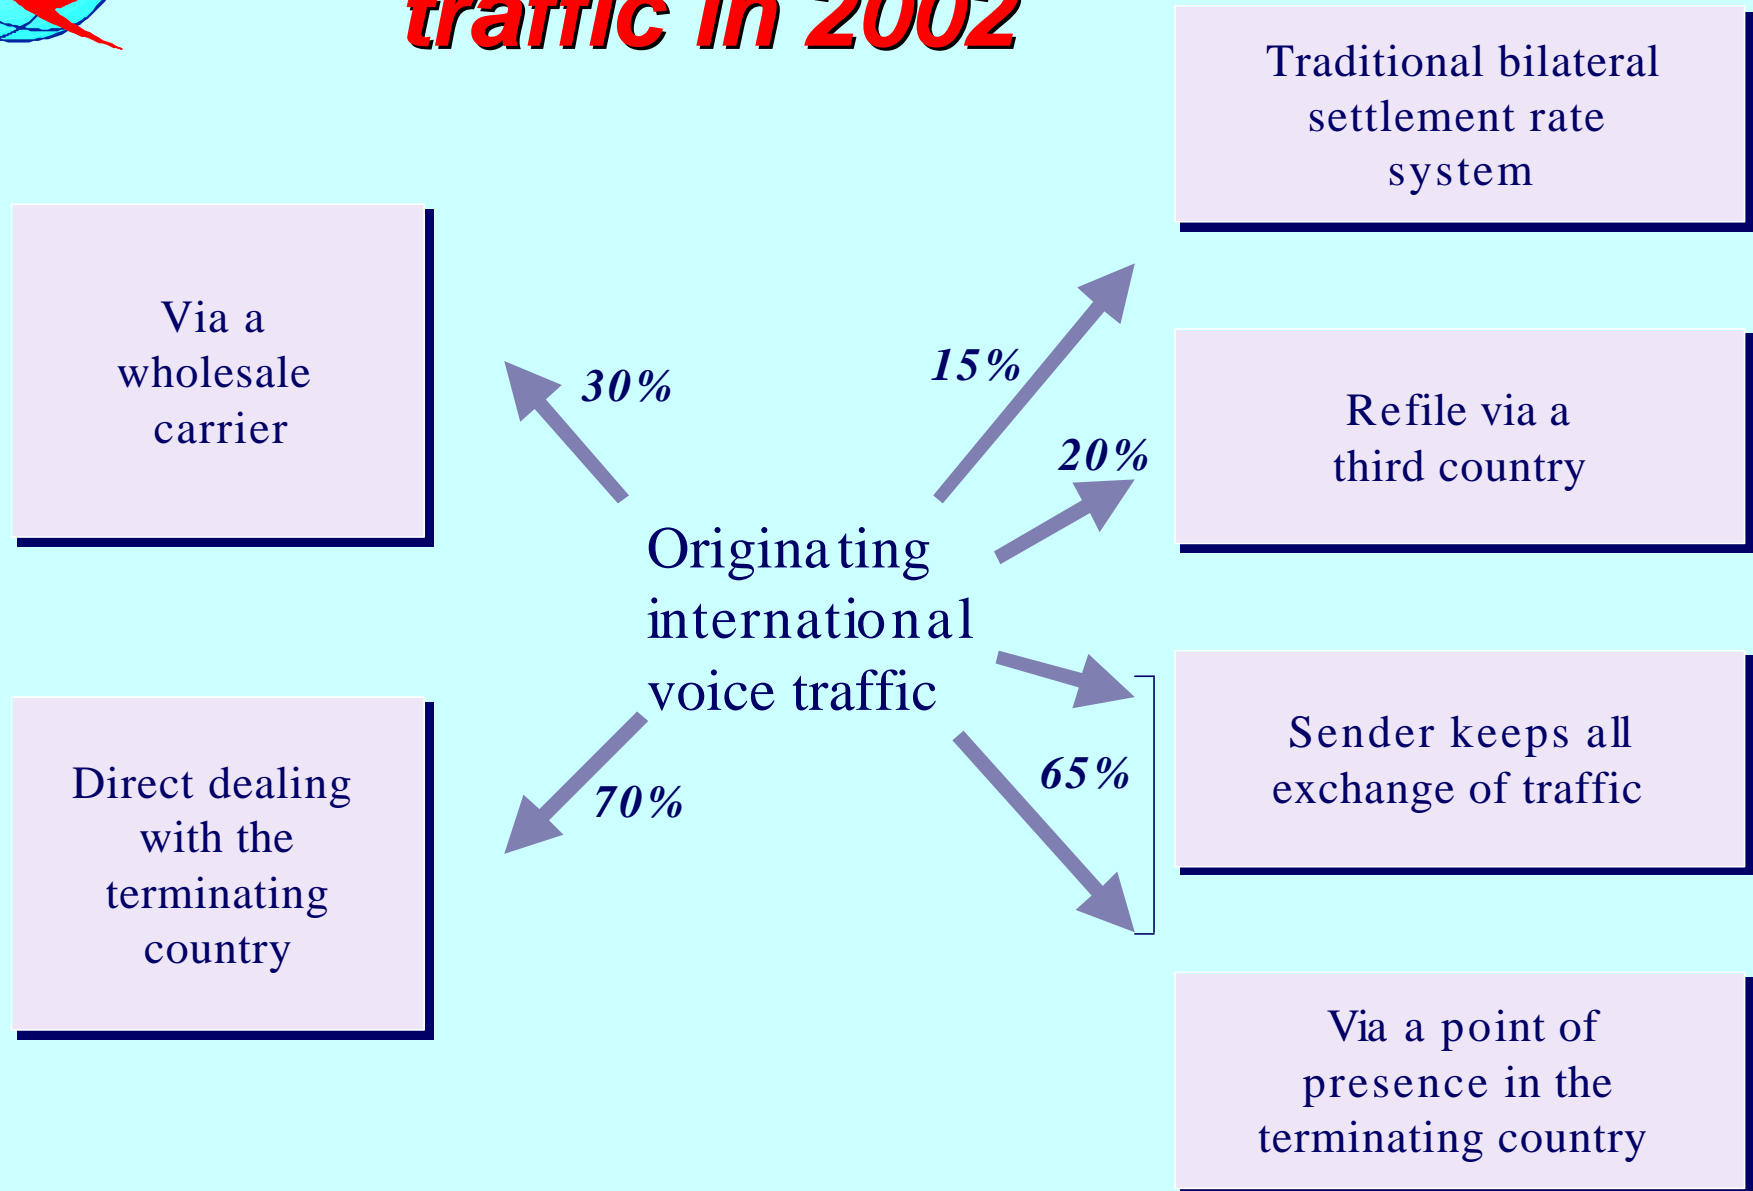 traffic in 2002
Traditional bilateral
settlement rate
system
Via a
wholesale
carrier
30%
15%
Refile via a
third country
20%
Originating
international
voice traffic
Direct dealing
with the
terminating
country
70%
65%
Sender keeps all
exchange of traffic
Via a point of
presence in the
terminating country